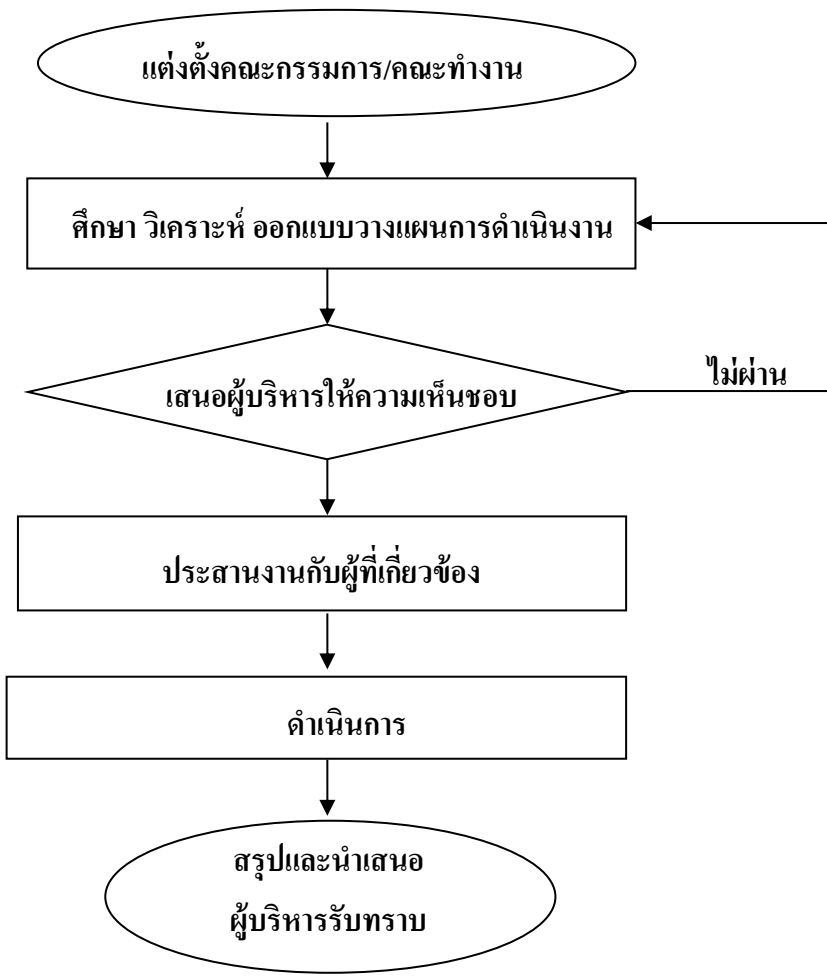 แต่งตั้งคณะกรรมการ/คณะทำงาน
ศึกษา วิเคราะห์ ออกแบบวางแผนการดำเนินงาน
ไม่ผ่าน
เสนอผู้บริหารให้ความเห็นชอบ
ประสานงานกับผู้ที่เกี่ยวข้อง
ดำเนินการ
สรุปและนำเสนอ
ผู้บริหารรับทราบ